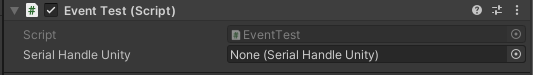 Event Test (Script)
Script EventTest
Serial Handle Unity None (Serial Handle Unity)